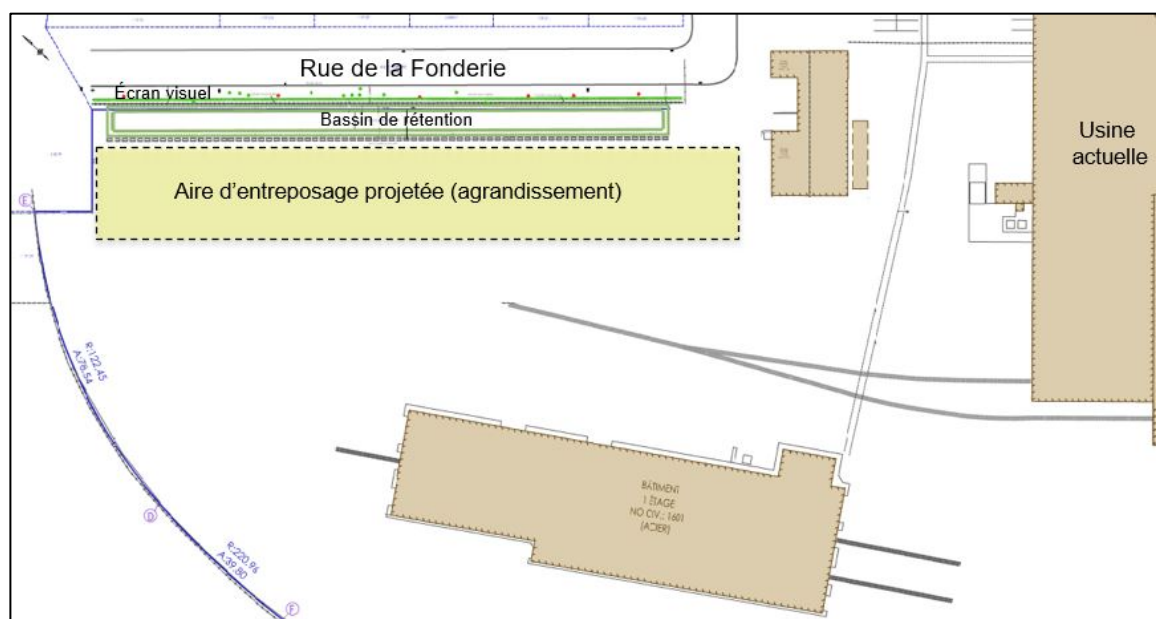 Rue de la Fonderie
Écran visuel
Bassin de rétention
Aire d’entreposage projetée (agrandissement)
Usine
actuelle
E
R:122.45
A:78.54
BÂTIMENT
1 ÉTAGE
NO CIV.: 1601
(ACIER)
D
R:220.96
A:39.80
F